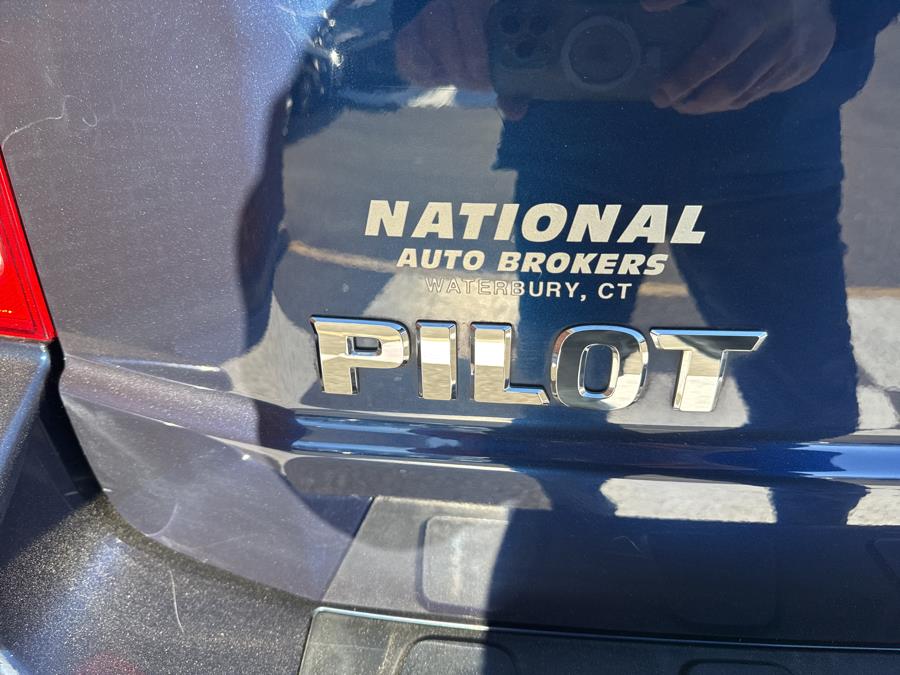 NATIONAL
AUTO BROKERS
WATERBURY, CT
PILOT